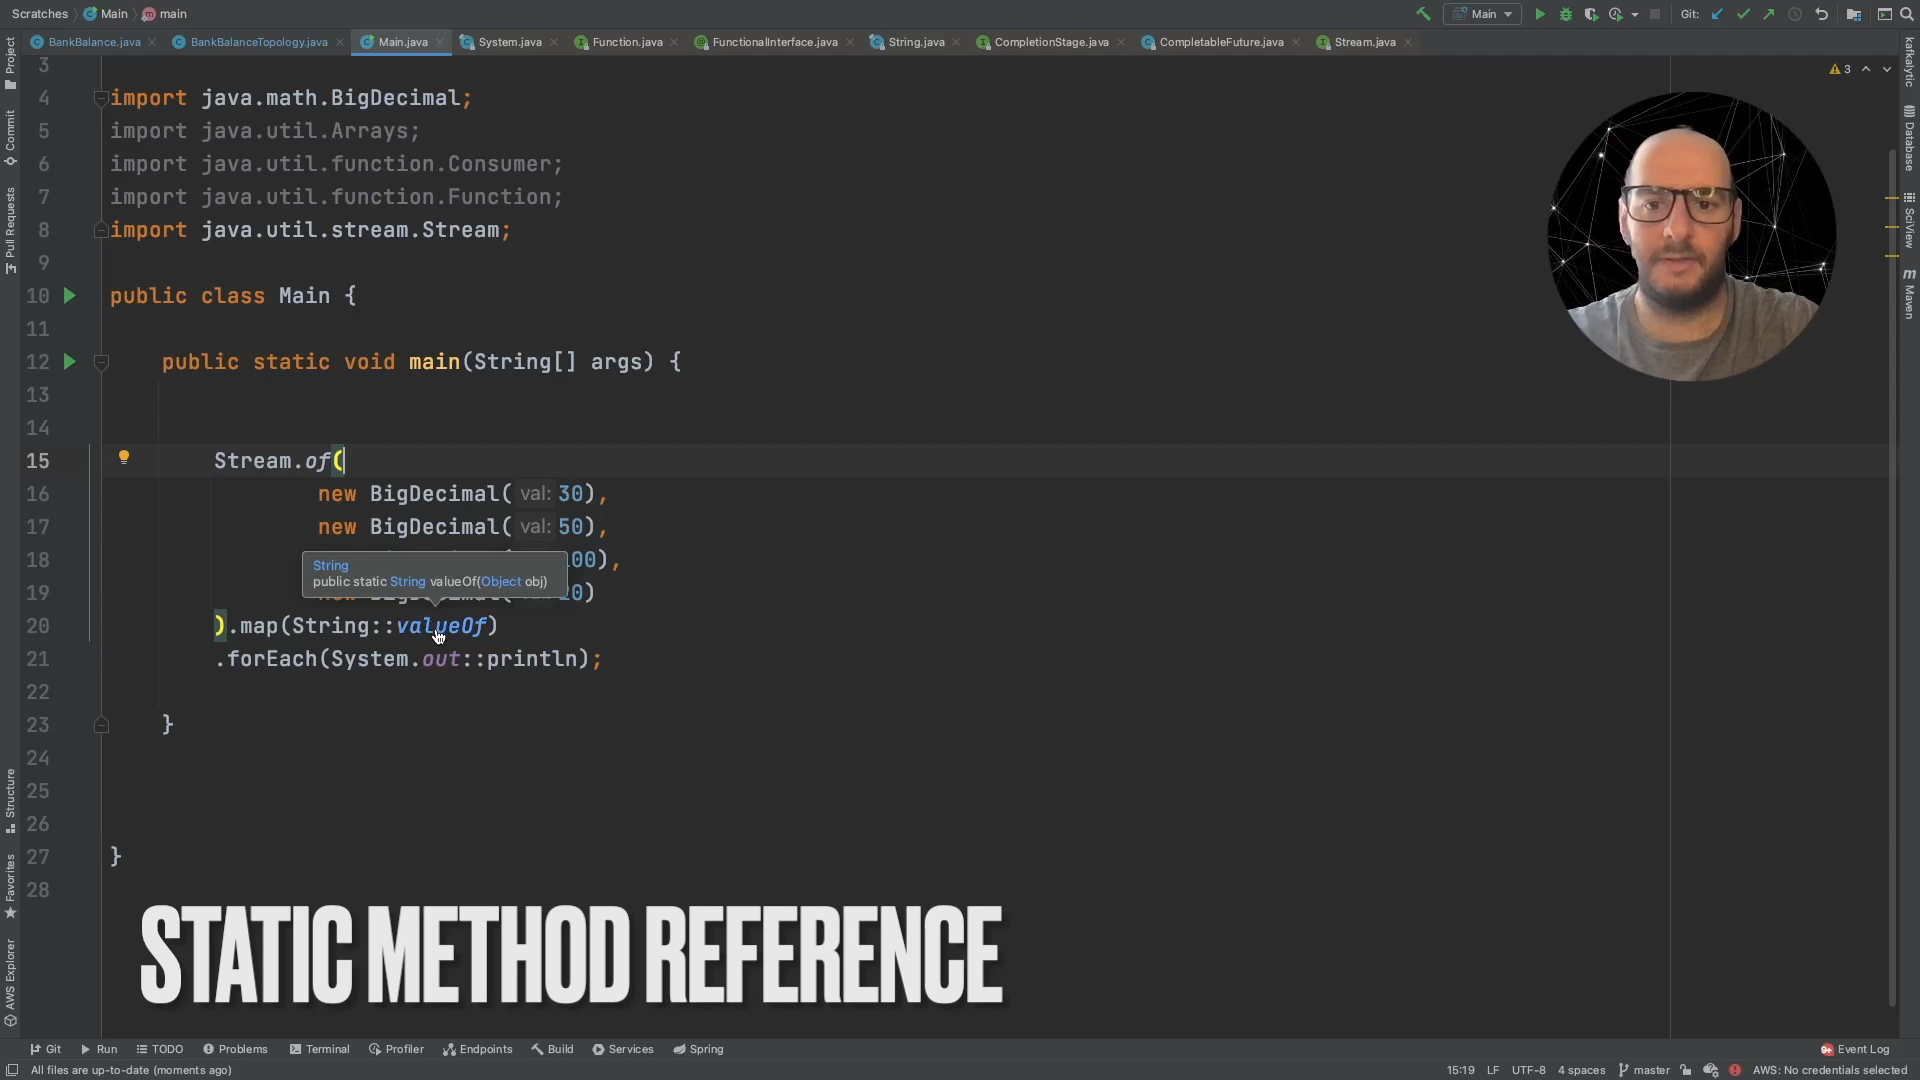 Scratches Main main
Main Git:
BankBalance.java BankBalanceTopology.java Main.java System.java Function.java FunctionalInterface.java String.java CompletionStage.java CompletableFuture.java Stream.java
3
3
4 import java.math.BigDecimal;
5 import java.util.Arrays;
6 import java.util.function.Consumer;
7 import java.util.function.Function;
8 import java.util.stream.Stream;
9
10 public class Main {
11
12 public static void main(String[] args) {
13
14
15 Stream.of(
16 new BigDecimal( val: 30),
17 new BigDecimal( val: 50),
18 00),
String
public static String valueOf(Object obj)
19
20 ).map(String::valueOf)
21 .forEach(System.out::println);
22
23 }
24
25
26
27 }
28
STATIC METHOD REFERENCE
Project
Commit
Pull Requests
Structure
Favorites
AWS Explorer
kafkalytic
Database
SciView
m Maven
Git Run TODO Problems Terminal Profiler Endpoints Build Services Spring
9+ Event Log
All files are up-to-date (moments ago)
15:19 LF UTF-8 4 spaces master AWS: No credentials selected